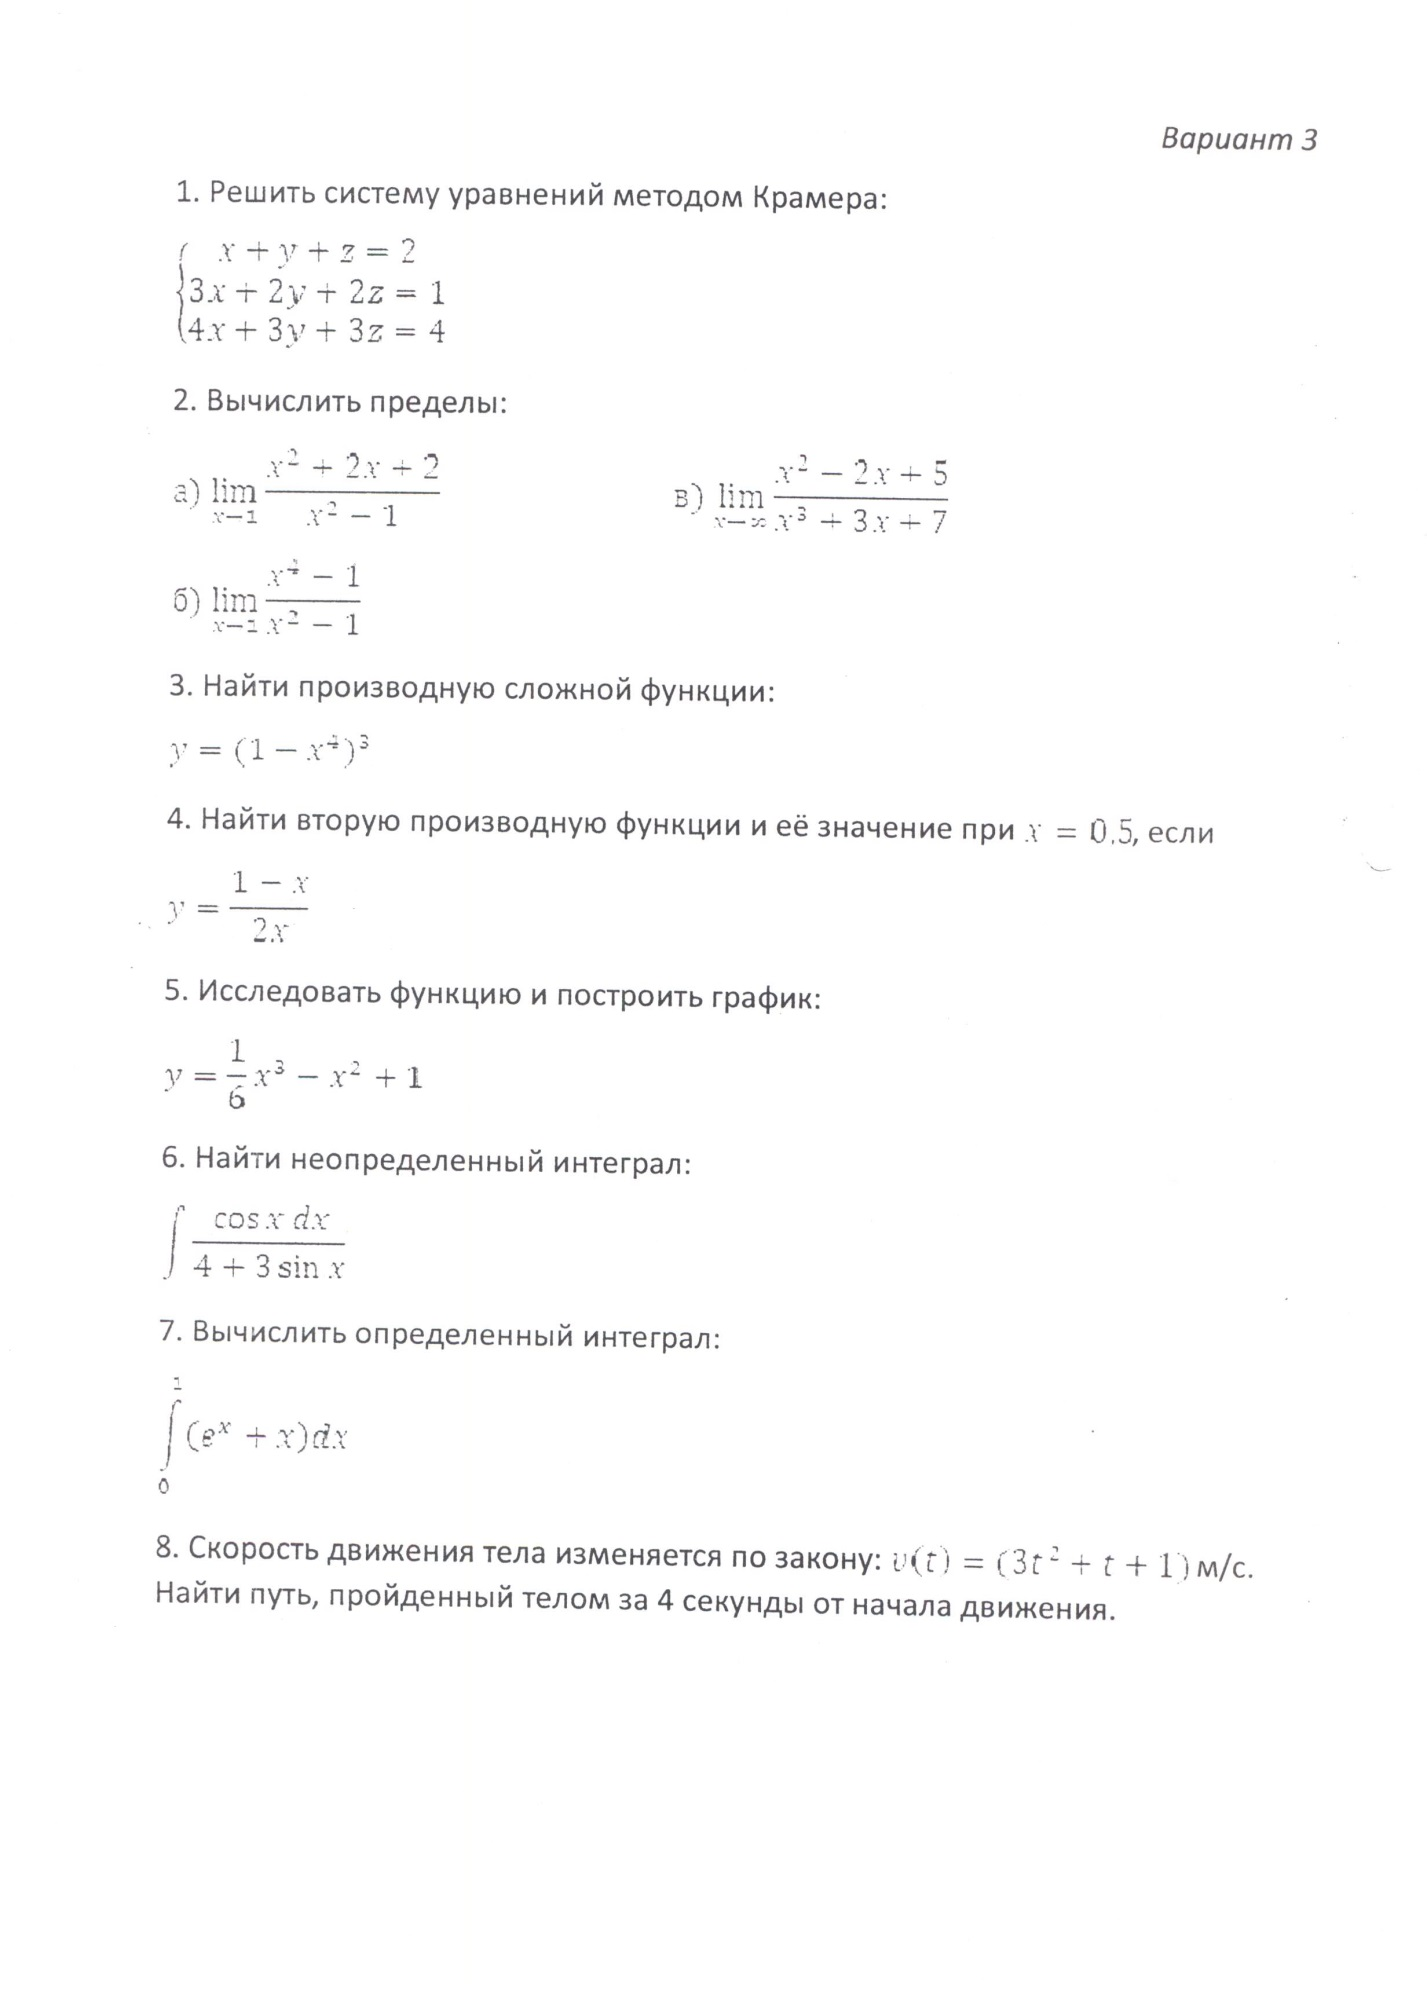 Вариант 3
1. Решить систему уравнений методом Крамера:
x + y + z = 2
3x + 2y + 2z = 1
4x + 3y + 3z = 4
2. Вычислить пределы:
а) lim x→1 (x² + 2x + 2)/(x² − 1)
в) lim x→∞ (x² − 2x + 5)/(x³ + 3x + 7)
б) lim x→1 (x⁴ − 1)/(x² − 1)
3. Найти производную сложной функции:
y = (1 − x⁴)³
4. Найти вторую производную функции и её значение при x = 0,5, если
y = (1 − x)/(2x)
5. Исследовать функцию и построить график:
y = 1/6 x³ − x² + 1
6. Найти неопределенный интеграл:
∫ (cos x dx)/(4 + 3 sin x)
7. Вычислить определенный интеграл:
∫₀¹ (eˣ + x)dx
8. Скорость движения тела изменяется по закону: v(t) = (3t² + t + 1) м/с.
Найти путь, пройденный телом за 4 секунды от начала движения.